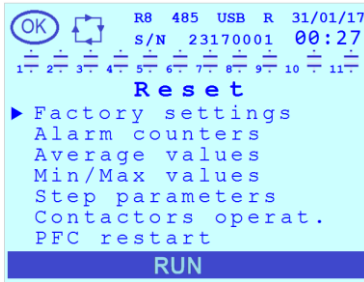 OK R8 485 USB R 31/01/17
S/N 23170001 00:27
1 2 3 4 5 6 7 8 9 10 11
Reset
Factory settings
Alarm counters
Average values
Min/Max values
Step parameters
Contactors operat.
PFC restart
RUN